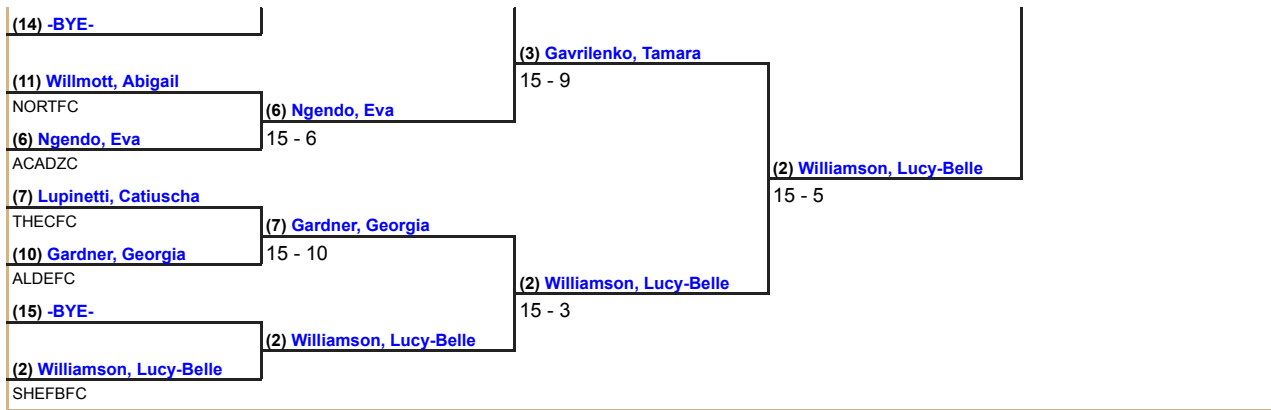 (14) -BYE-
(3) Gavrilenko, Tamara
15 - 9
(11) Willmott, Abigail
NORTFC
(6) Ngendo, Eva
15 - 6
(6) Ngendo, Eva
ACADZC
(2) Williamson, Lucy-Belle
15 - 5
(7) Lupinetti, Catiuscha
THECFC
(7) Gardner, Georgia
15 - 10
(10) Gardner, Georgia
ALDEFC
(2) Williamson, Lucy-Belle
15 - 3
(15) -BYE-
(2) Williamson, Lucy-Belle
(2) Williamson, Lucy-Belle
SHEFBFC